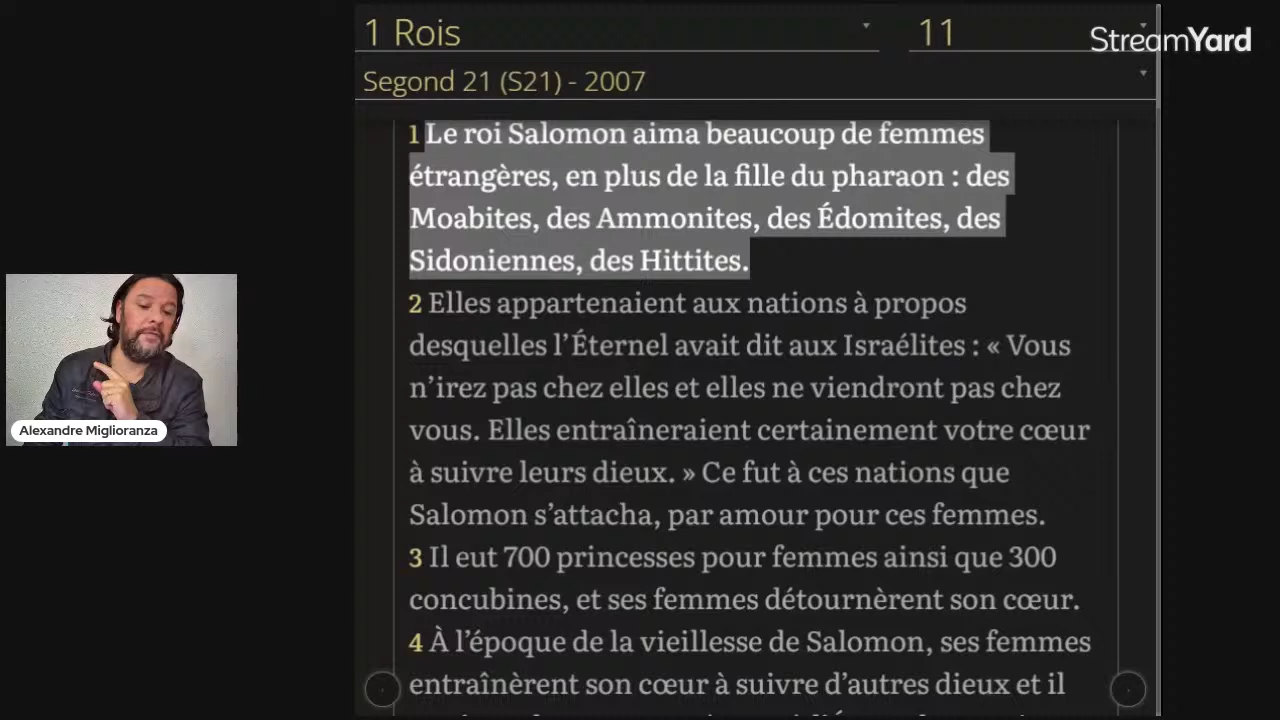 1 Rois
11
StreamYard
Segond 21 (S21) - 2007
1 Le roi Salomon aima beaucoup de femmes
étrangères, en plus de la fille du pharaon : des
Moabites, des Ammonites, des Édomites, des
Sidoniennes, des Hittites.
2 Elles appartenaient aux nations à propos
desquelles l’Éternel avait dit aux Israélites : « Vous
n’irez pas chez elles et elles ne viendront pas chez
vous. Elles entraîneraient certainement votre cœur
à suivre leurs dieux. » Ce fut à ces nations que
Salomon s’attacha, par amour pour ces femmes.
3 Il eut 700 princesses pour femmes ainsi que 300
concubines, et ses femmes détournèrent son cœur.
4 À l’époque de la vieillesse de Salomon, ses femmes
entraînèrent son cœur à suivre d’autres dieux et il
Alexandre Miglioranza